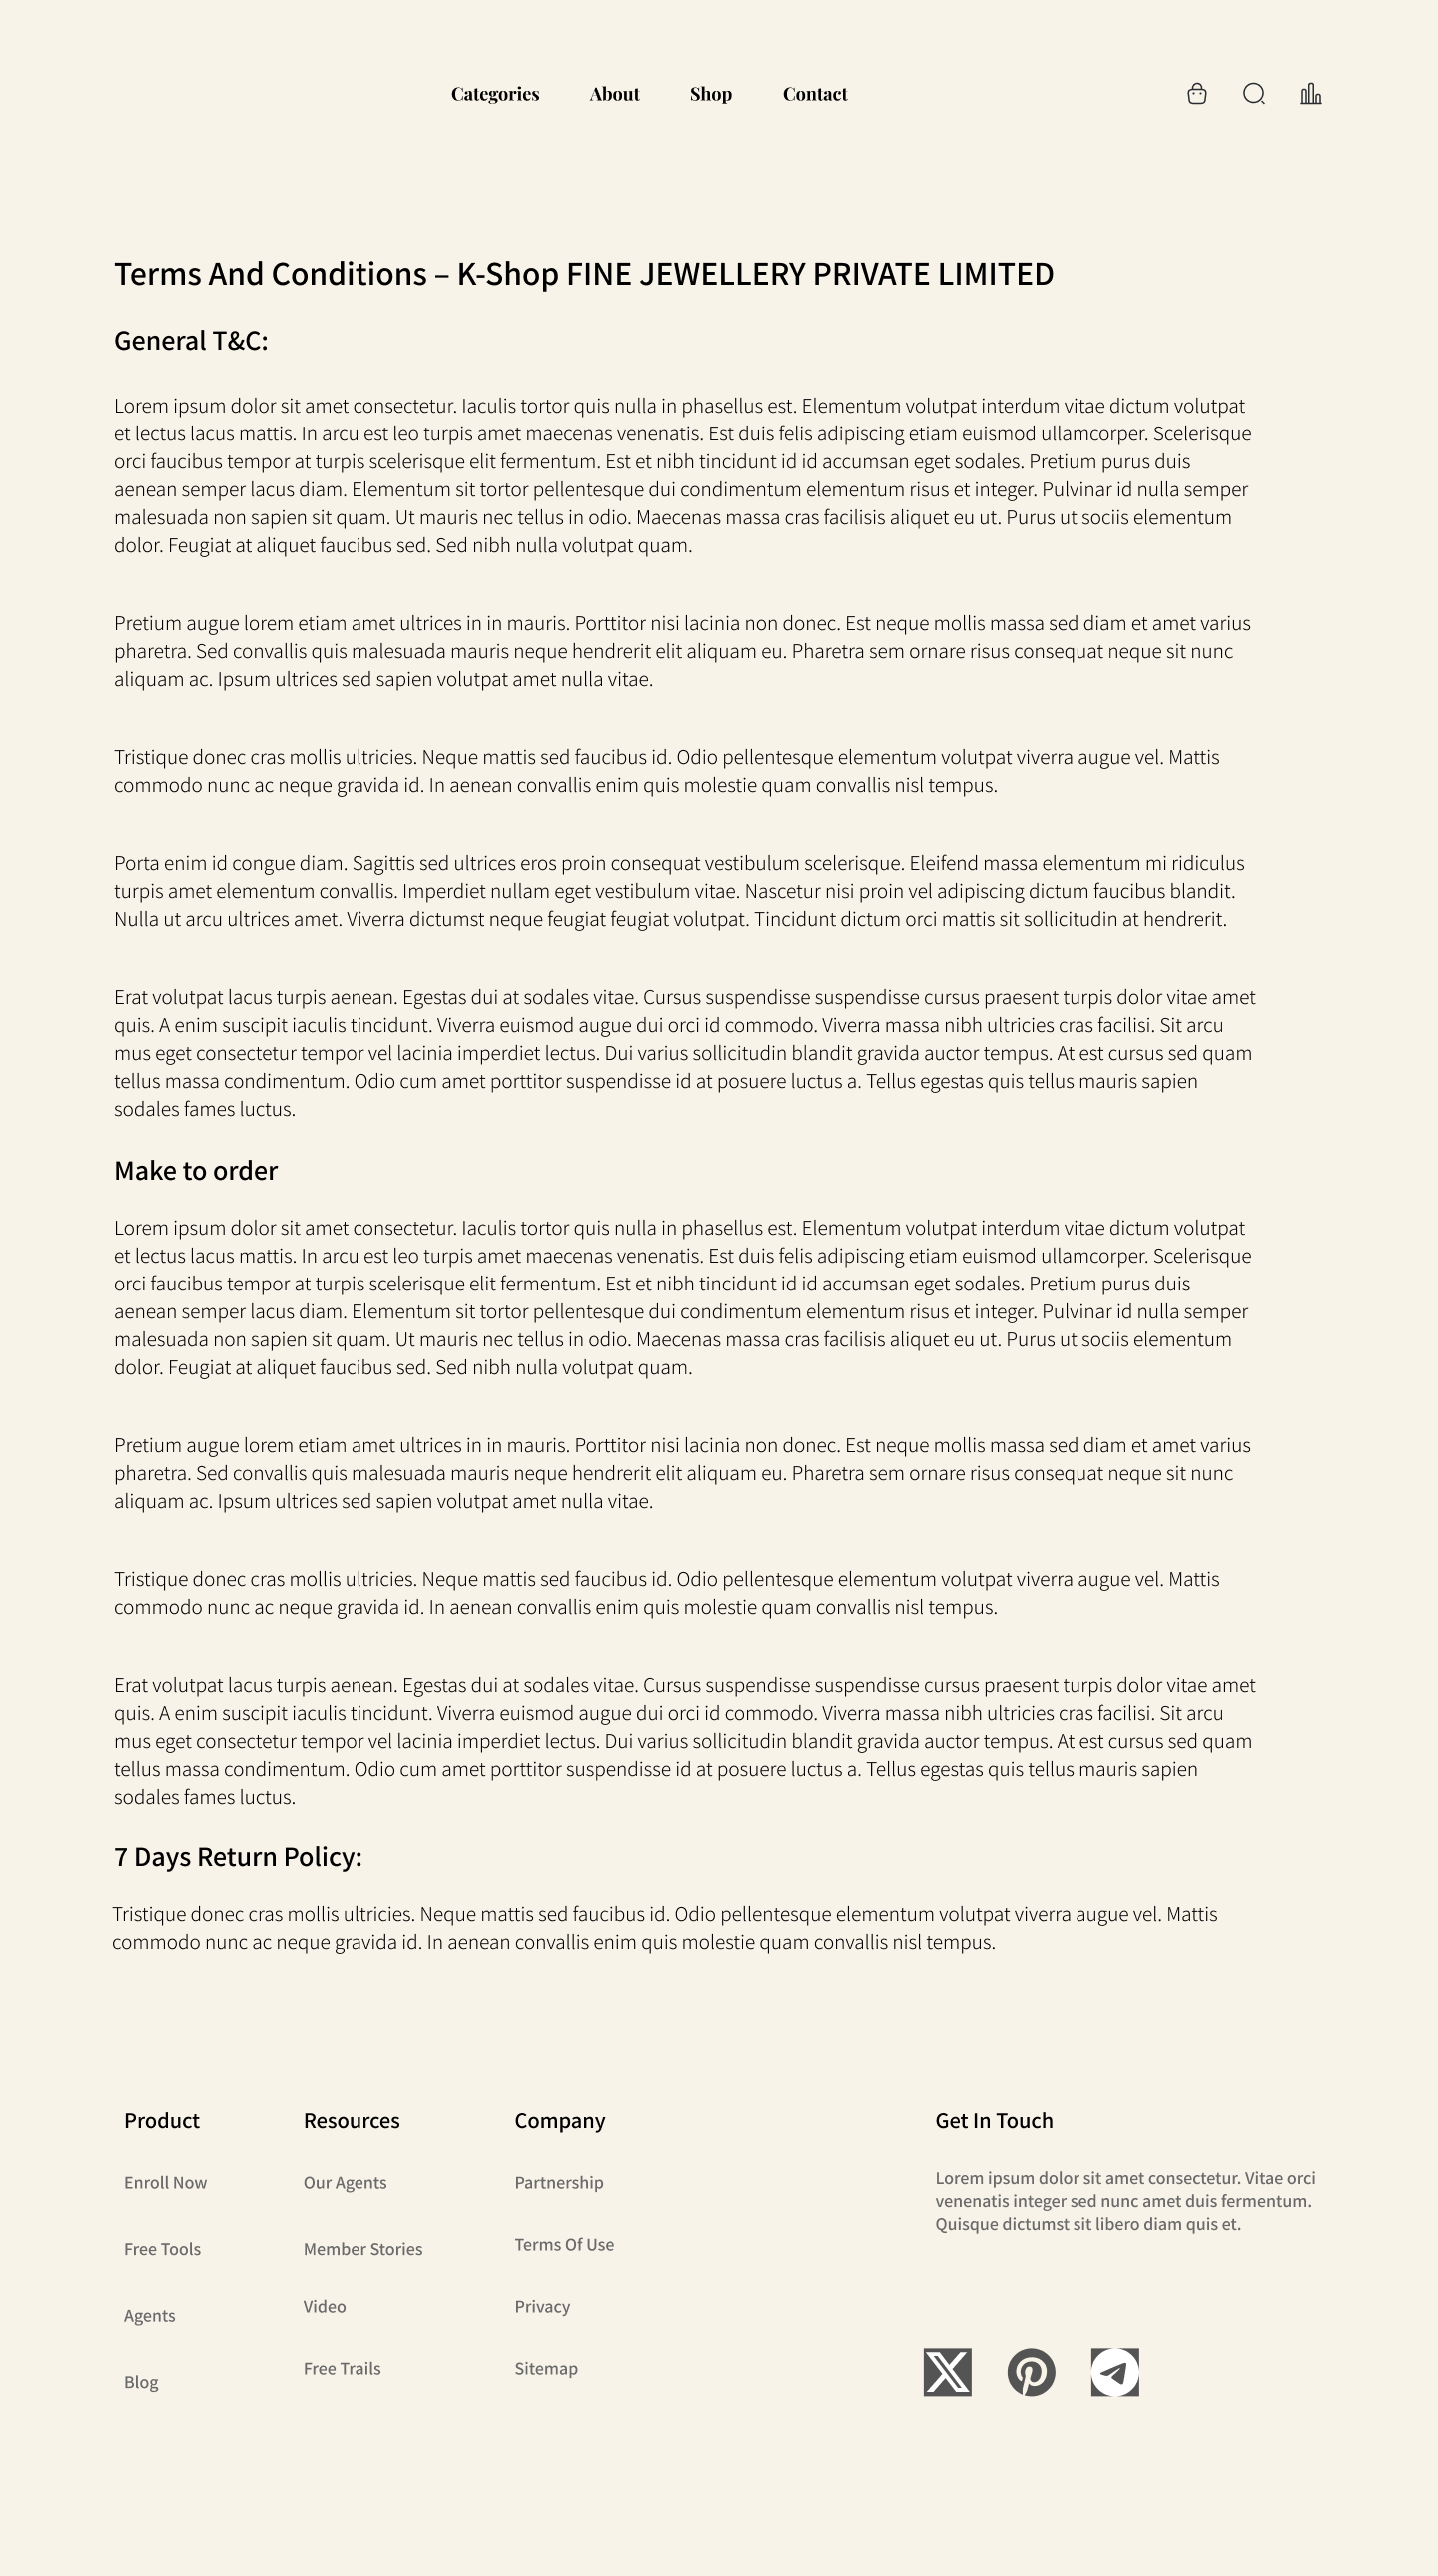 Categories About Shop Contact
Terms And Conditions – K-Shop FINE JEWELLERY PRIVATE LIMITED
General T&C:
Lorem ipsum dolor sit amet consectetur. Iaculis tortor quis nulla in phasellus est. Elementum volutpat interdum vitae dictum volutpat
et lectus lacus mattis. In arcu est leo turpis amet maecenas venenatis. Est duis felis adipiscing etiam euismod ullamcorper. Scelerisque
orci faucibus tempor at turpis scelerisque elit fermentum. Est et nibh tincidunt id id accumsan eget sodales. Pretium purus duis
aenean semper lacus diam. Elementum sit tortor pellentesque dui condimentum elementum risus et integer. Pulvinar id nulla semper
malesuada non sapien sit quam. Ut mauris nec tellus in odio. Maecenas massa cras facilisis aliquet eu ut. Purus ut sociis elementum
dolor. Feugiat at aliquet faucibus sed. Sed nibh nulla volutpat quam.
Pretium augue lorem etiam amet ultrices in in mauris. Porttitor nisi lacinia non donec. Est neque mollis massa sed diam et amet varius
pharetra. Sed convallis quis malesuada mauris neque hendrerit elit aliquam eu. Pharetra sem ornare risus consequat neque sit nunc
aliquam ac. Ipsum ultrices sed sapien volutpat amet nulla vitae.
Tristique donec cras mollis ultricies. Neque mattis sed faucibus id. Odio pellentesque elementum volutpat viverra augue vel. Mattis
commodo nunc ac neque gravida id. In aenean convallis enim quis molestie quam convallis nisl tempus.
Porta enim id congue diam. Sagittis sed ultrices eros proin consequat vestibulum scelerisque. Eleifend massa elementum mi ridiculus
turpis amet elementum convallis. Imperdiet nullam eget vestibulum vitae. Nascetur nisi proin vel adipiscing dictum faucibus blandit.
Nulla ut arcu ultrices amet. Viverra dictumst neque feugiat feugiat volutpat. Tincidunt dictum orci mattis sit sollicitudin at hendrerit.
Erat volutpat lacus turpis aenean. Egestas dui at sodales vitae. Cursus suspendisse suspendisse cursus praesent turpis dolor vitae amet
quis. A enim suscipit iaculis tincidunt. Viverra euismod augue dui orci id commodo. Viverra massa nibh ultricies cras facilisi. Sit arcu
mus eget consectetur tempor vel lacinia imperdiet lectus. Dui varius sollicitudin blandit gravida auctor tempus. At est cursus sed quam
tellus massa condimentum. Odio cum amet porttitor suspendisse id at posuere luctus a. Tellus egestas quis tellus mauris sapien
sodales fames luctus.
Make to order
Lorem ipsum dolor sit amet consectetur. Iaculis tortor quis nulla in phasellus est. Elementum volutpat interdum vitae dictum volutpat
et lectus lacus mattis. In arcu est leo turpis amet maecenas venenatis. Est duis felis adipiscing etiam euismod ullamcorper. Scelerisque
orci faucibus tempor at turpis scelerisque elit fermentum. Est et nibh tincidunt id id accumsan eget sodales. Pretium purus duis
aenean semper lacus diam. Elementum sit tortor pellentesque dui condimentum elementum risus et integer. Pulvinar id nulla semper
malesuada non sapien sit quam. Ut mauris nec tellus in odio. Maecenas massa cras facilisis aliquet eu ut. Purus ut sociis elementum
dolor. Feugiat at aliquet faucibus sed. Sed nibh nulla volutpat quam.
Pretium augue lorem etiam amet ultrices in in mauris. Porttitor nisi lacinia non donec. Est neque mollis massa sed diam et amet varius
pharetra. Sed convallis quis malesuada mauris neque hendrerit elit aliquam eu. Pharetra sem ornare risus consequat neque sit nunc
aliquam ac. Ipsum ultrices sed sapien volutpat amet nulla vitae.
Tristique donec cras mollis ultricies. Neque mattis sed faucibus id. Odio pellentesque elementum volutpat viverra augue vel. Mattis
commodo nunc ac neque gravida id. In aenean convallis enim quis molestie quam convallis nisl tempus.
Erat volutpat lacus turpis aenean. Egestas dui at sodales vitae. Cursus suspendisse suspendisse cursus praesent turpis dolor vitae amet
quis. A enim suscipit iaculis tincidunt. Viverra euismod augue dui orci id commodo. Viverra massa nibh ultricies cras facilisi. Sit arcu
mus eget consectetur tempor vel lacinia imperdiet lectus. Dui varius sollicitudin blandit gravida auctor tempus. At est cursus sed quam
tellus massa condimentum. Odio cum amet porttitor suspendisse id at posuere luctus a. Tellus egestas quis tellus mauris sapien
sodales fames luctus.
7 Days Return Policy:
Tristique donec cras mollis ultricies. Neque mattis sed faucibus id. Odio pellentesque elementum volutpat viverra augue vel. Mattis
commodo nunc ac neque gravida id. In aenean convallis enim quis molestie quam convallis nisl tempus.
Product
Enroll Now
Free Tools
Agents
Blog
Resources
Our Agents
Member Stories
Video
Free Trails
Company
Partnership
Terms Of Use
Privacy
Sitemap
Get In Touch
Lorem ipsum dolor sit amet consectetur. Vitae orci
venenatis integer sed nunc amet duis fermentum.
Quisque dictumst sit libero diam quis et.